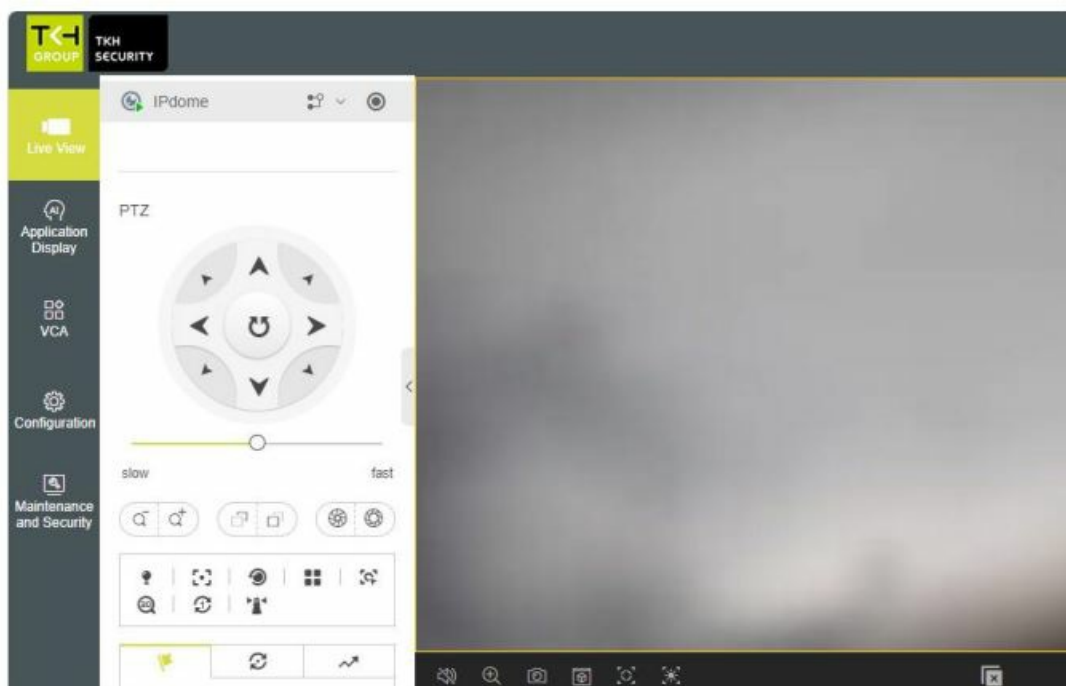 TKH
GROUP
TKH
SECURITY
IPdome
Live View
PTZ
Application
Display
VCA
Configuration
slow
fast
Maintenance
and Security